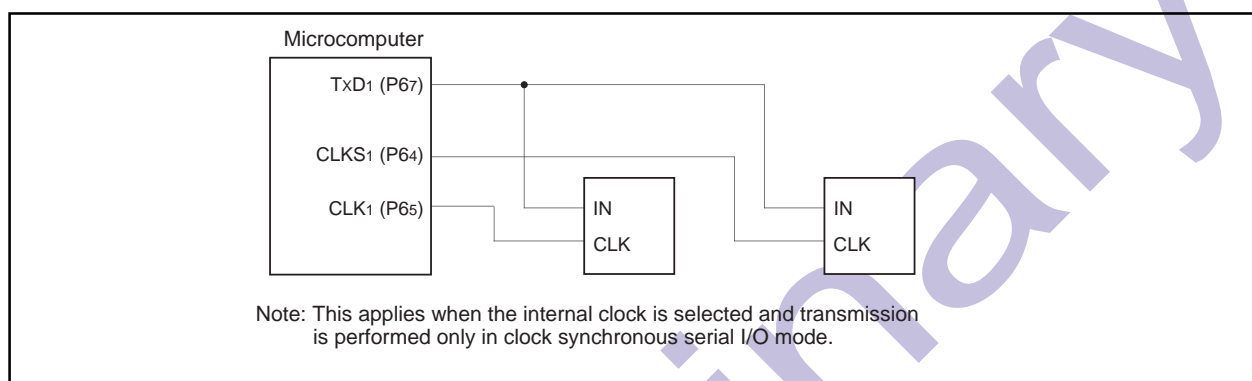 Microcomputer
TxD1 (P67)
CLKS1 (P64)
CLK1 (P65)
IN
CLK
IN
CLK
Note: This applies when the internal clock is selected and transmission
is performed only in clock synchronous serial I/O mode.
inary